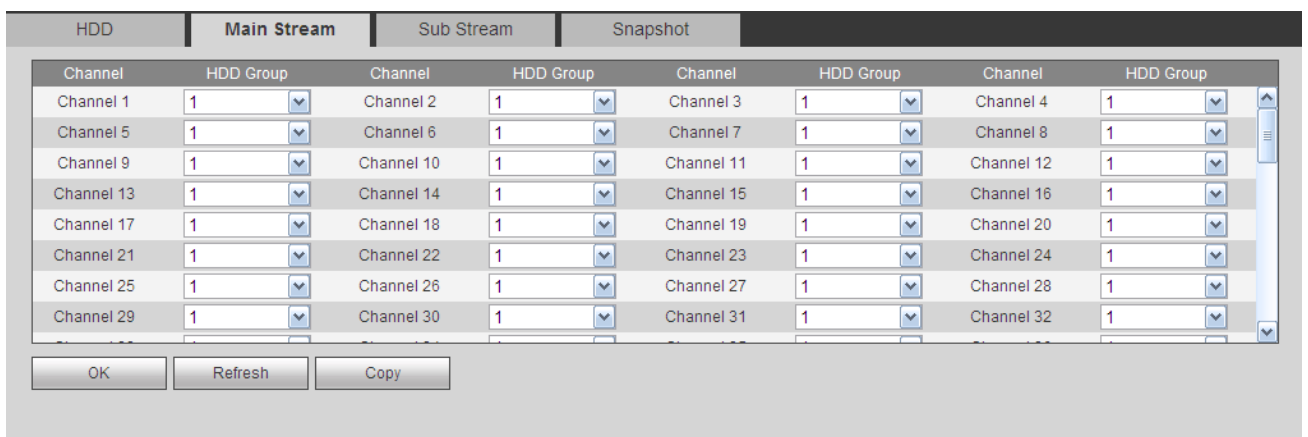 HDD Main Stream Sub Stream Snapshot
Channel HDD Group Channel HDD Group Channel HDD Group Channel HDD Group
Channel 1 1 Channel 2 1 Channel 3 1 Channel 4 1
Channel 5 1 Channel 6 1 Channel 7 1 Channel 8 1
Channel 9 1 Channel 10 1 Channel 11 1 Channel 12 1
Channel 13 1 Channel 14 1 Channel 15 1 Channel 16 1
Channel 17 1 Channel 18 1 Channel 19 1 Channel 20 1
Channel 21 1 Channel 22 1 Channel 23 1 Channel 24 1
Channel 25 1 Channel 26 1 Channel 27 1 Channel 28 1
Channel 29 1 Channel 30 1 Channel 31 1 Channel 32 1
OK Refresh Copy